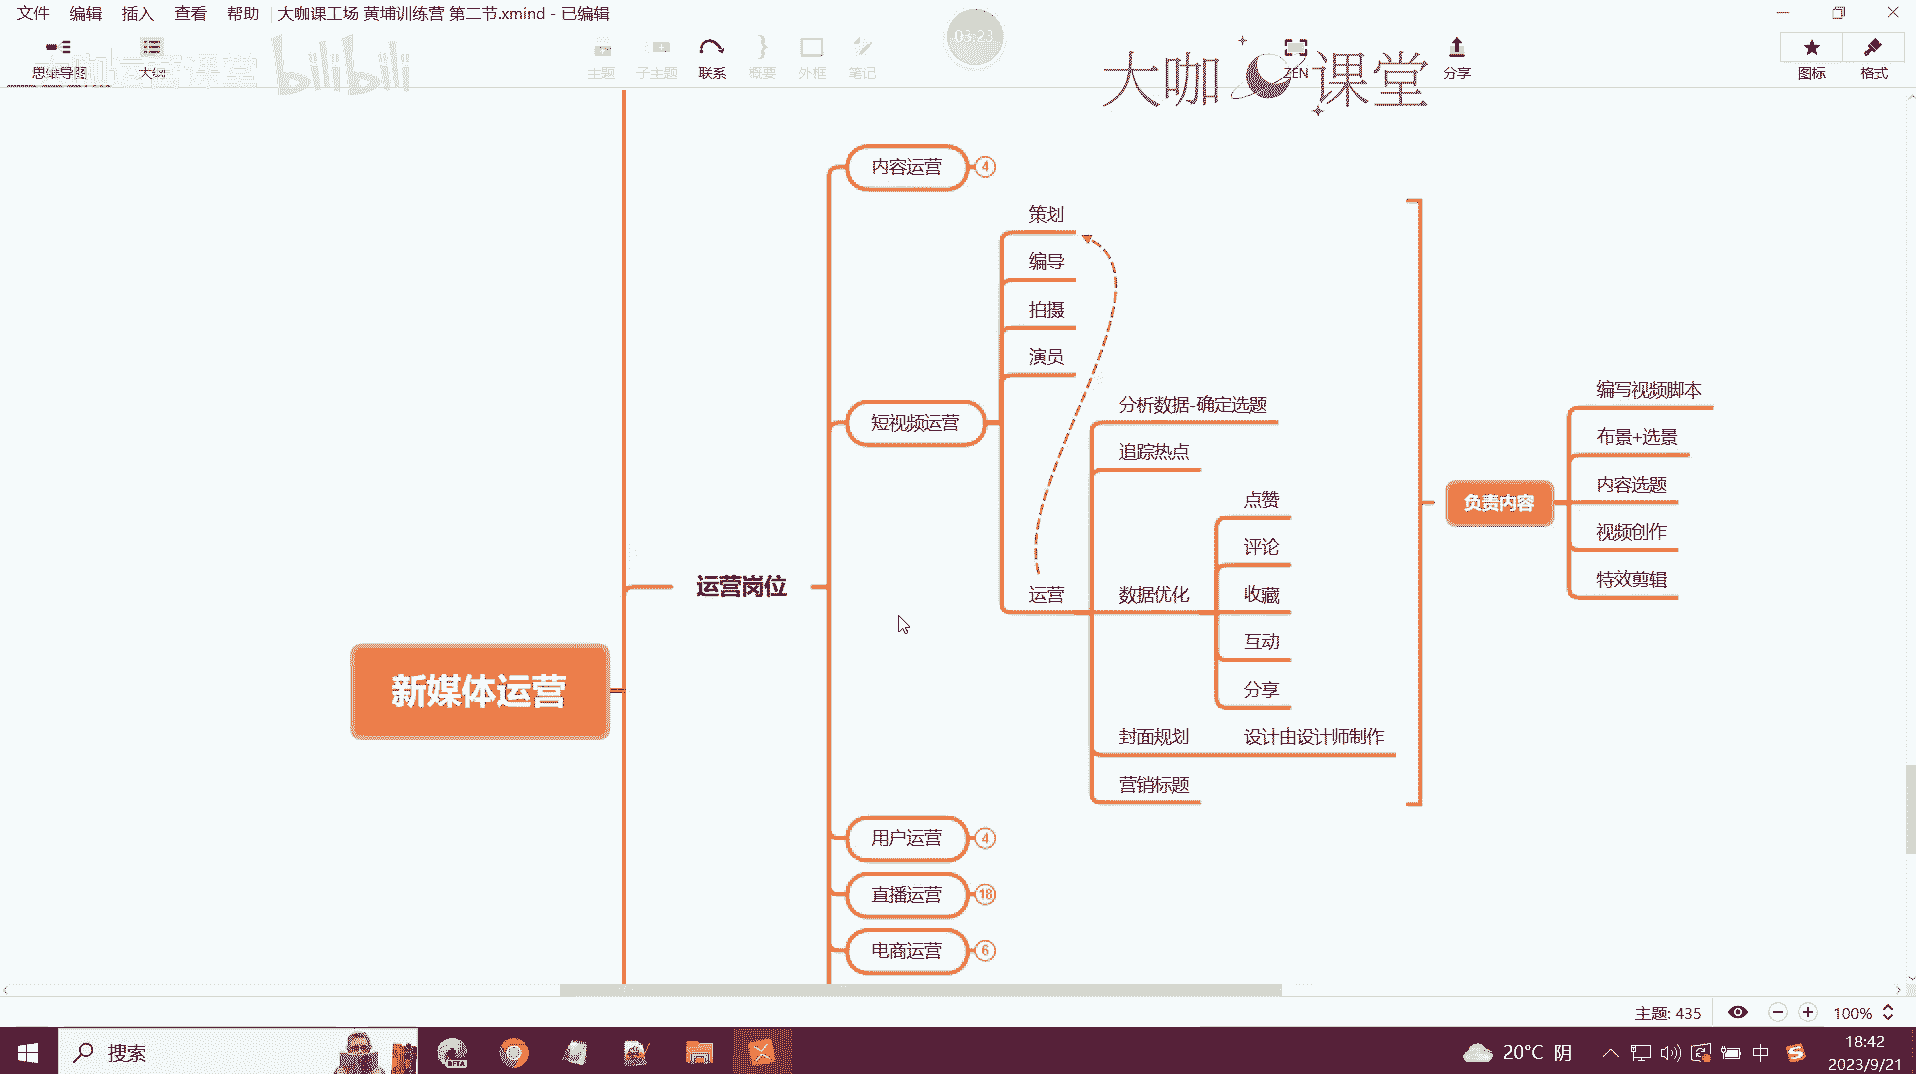 文件 编辑 插入 查看 帮助 大咖课工场 黄埔训练营 第二节.xmind - 已编辑
03:23
思维导图 大纲 主题 子主题 联系 概要 外框 笔记 ZEN 分享 图标 格式
bilibili
大咖 课堂
内容运营 4
策划
编导
拍摄
演员
短视频运营
分析数据-确定选题
追踪热点
点赞
评论
运营 数据优化 收藏
互动
分享
封面规划 设计由设计师制作
营销标题
编写视频脚本
布景+选景
负责内容 内容选题
视频创作
特效剪辑
运营岗位
新媒体运营
用户运营 4
直播运营 18
电商运营 6
主题: 435 100%
搜索 BETA 20°C 阴 中 18:42
2023/9/21